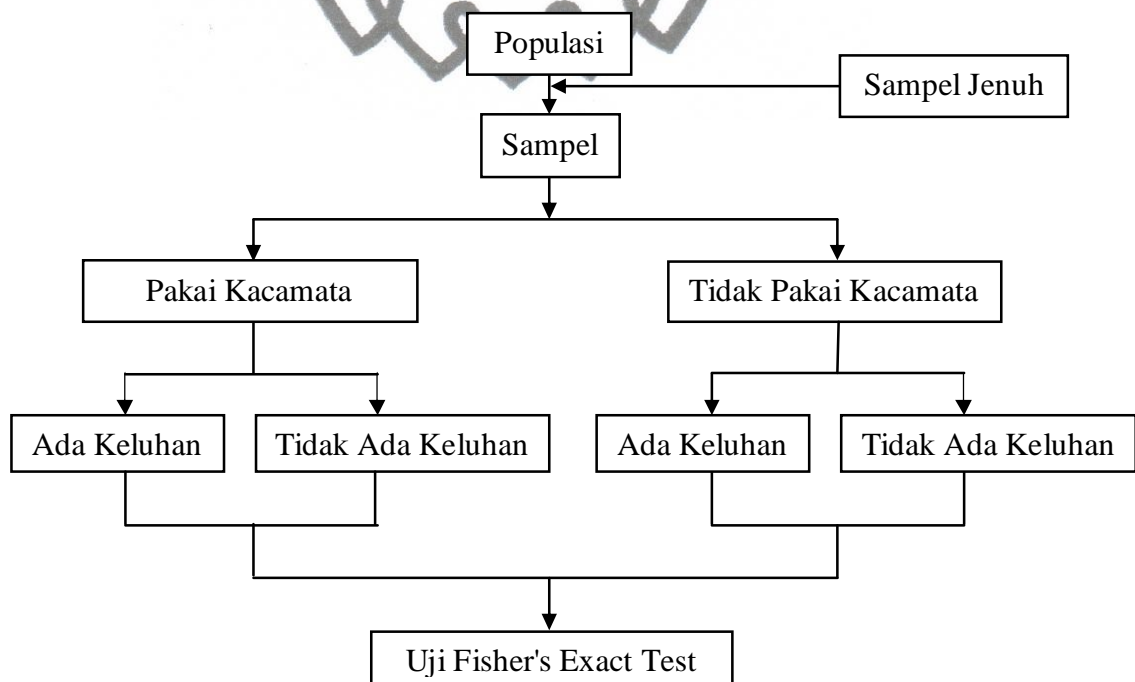 Populasi
Sampel Jenuh
Sampel
Pakai Kacamata
Tidak Pakai Kacamata
Ada Keluhan
Tidak Ada Keluhan
Ada Keluhan
Tidak Ada Keluhan
Uji Fisher's Exact Test